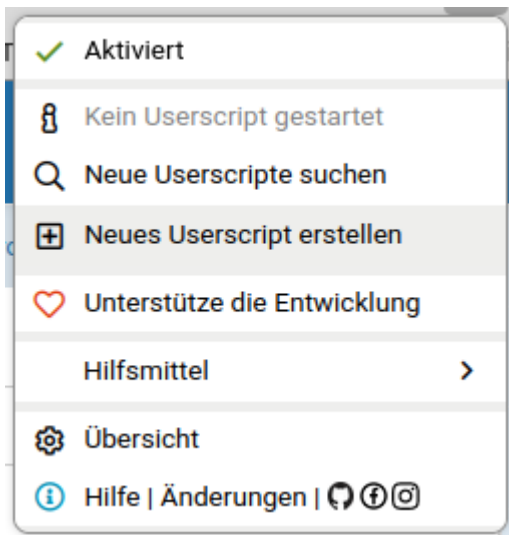 Aktiviert
Kein Userscript gestartet
Neue Userscripte suchen
Neues Userscript erstellen
Unterstütze die Entwicklung
Hilfsmittel
Übersicht
Hilfe | Änderungen |